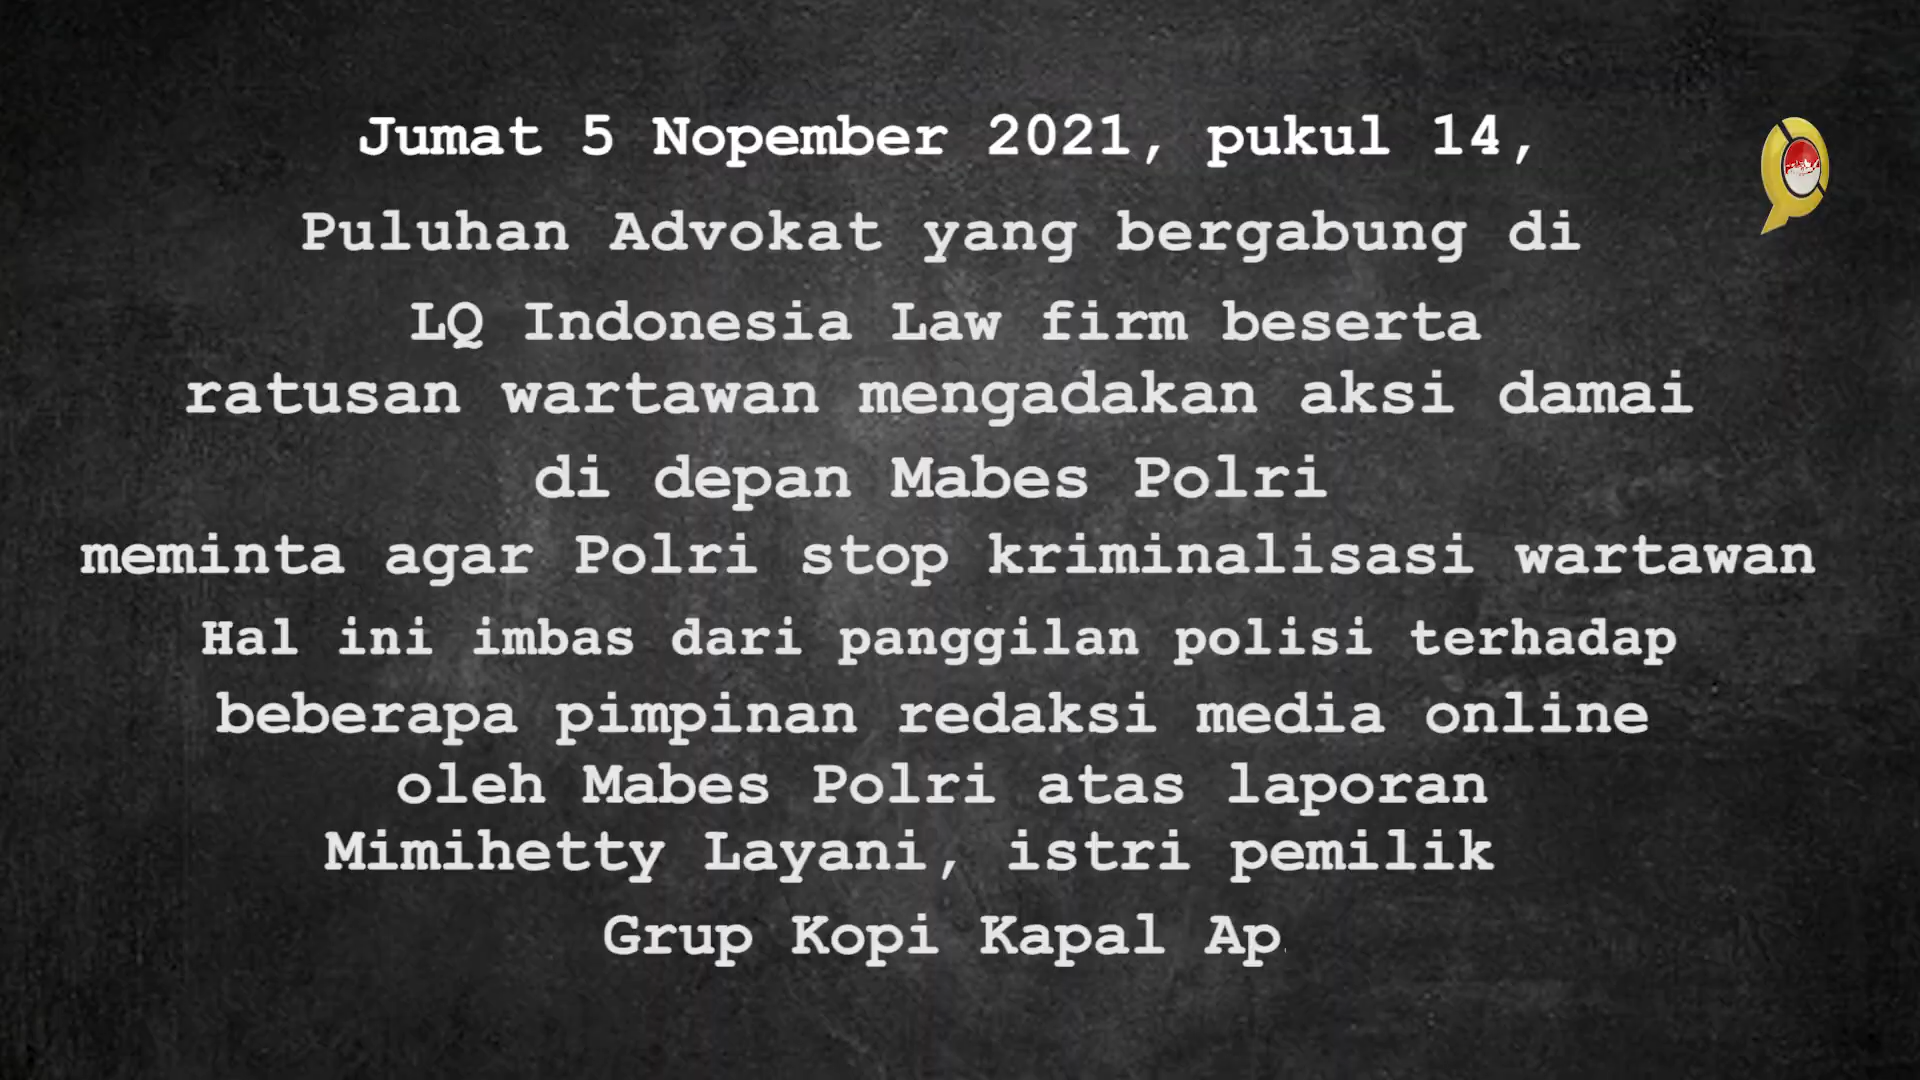 Jumat 5 Nopember 2021, pukul 14,
Puluhan Advokat yang bergabung di
LQ Indonesia Law firm beserta
ratusan wartawan mengadakan aksi damai
di depan Mabes Polri
meminta agar Polri stop kriminalisasi wartawan
Hal ini imbas dari panggilan polisi terhadap
beberapa pimpinan redaksi media online
oleh Mabes Polri atas laporan
Mimihetty Layani, istri pemilik
Grup Kopi Kapal Ap